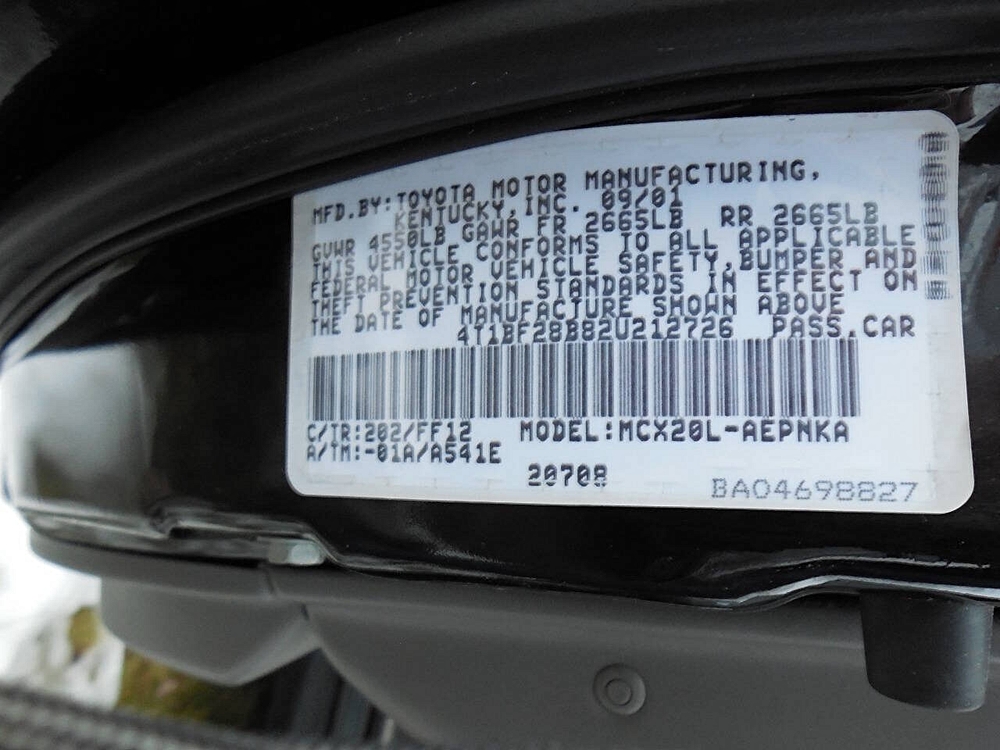 MFD.BY:TOYOTA MOTOR MANUFACTURING,
KENTUCKY,INC. 09/01
GVWR 4550LB GAWR FR 2665LB RR 2665LB
THIS VEHICLE CONFORMS TO ALL APPLICABLE
FEDERAL MOTOR VEHICLE SAFETY,BUMPER AND
THEFT PREVENTION STANDARDS IN EFFECT ON
THE DATE OF MANUFACTURE SHOWN ABOVE
4T1BF28B82U212726 PASS.CAR
C/TR:202/FF12 MODEL:MCX20L-AEPNKA
A/TM:-01A/A541E
20708
BA04698827